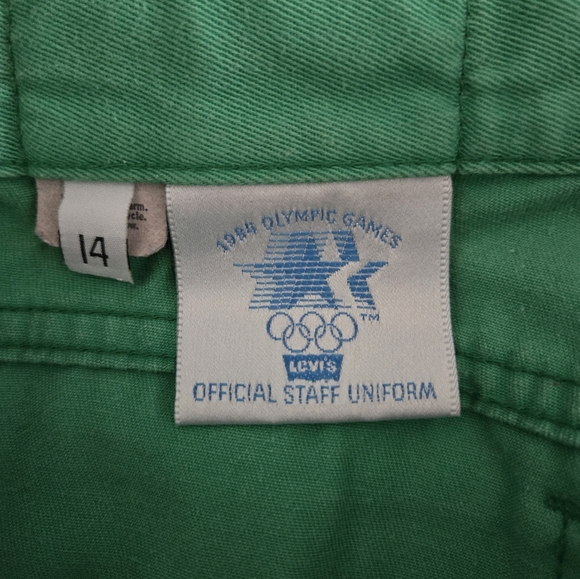 1984 OLYMPIC GAMES
TM
LEVI'S
OFFICIAL STAFF UNIFORM
14